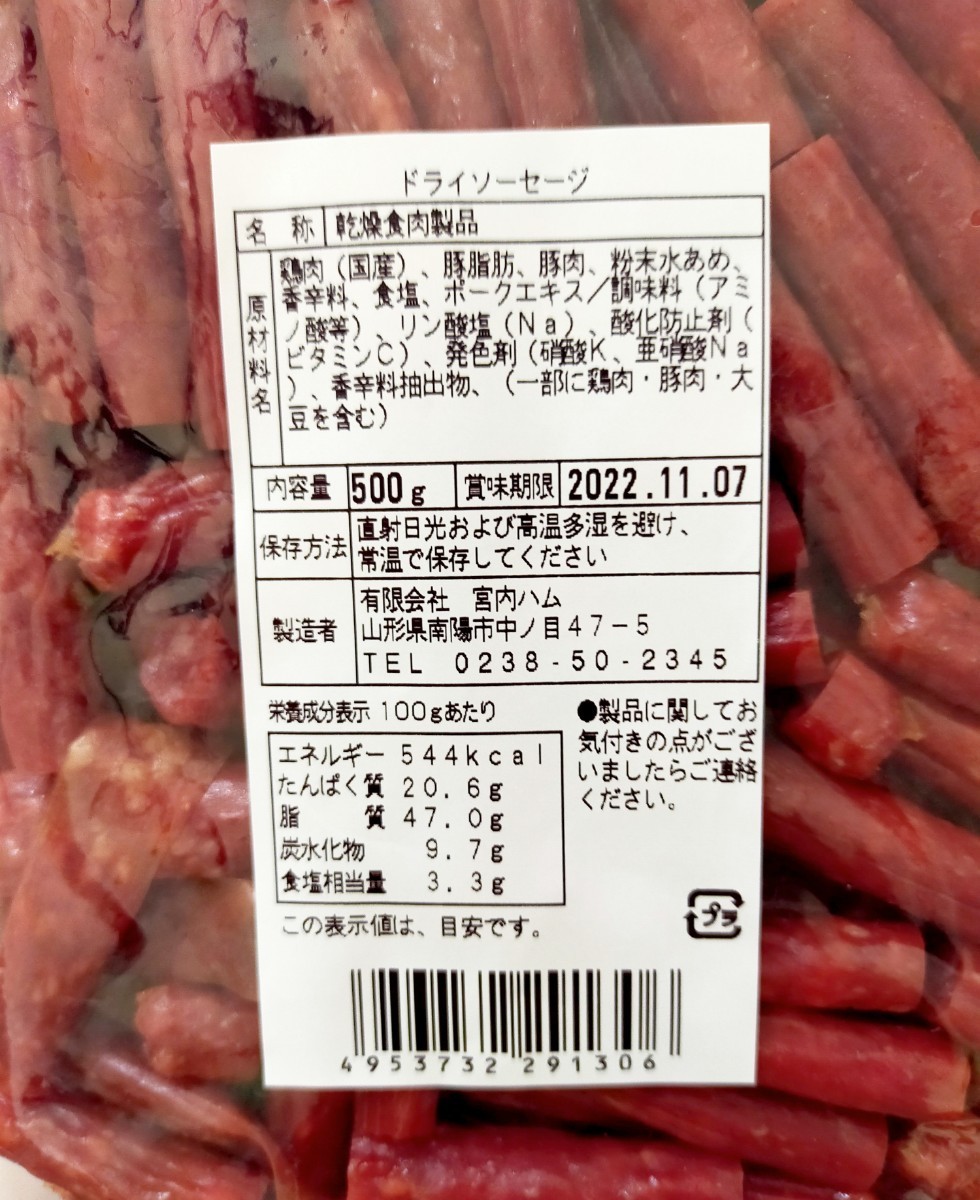 ドライソーセージ
名 称 乾燥食肉製品
原材料名
鶏肉（国産）、豚脂肪、豚肉、粉末水あめ、
香辛料、食塩、ポークエキス／調味料（アミ
ノ酸等）、リン酸塩（Na）、酸化防止剤（
ビタミンC）、発色剤（硝酸K、亜硝酸Na
）、香辛料抽出物、（一部に鶏肉・豚肉・大
豆を含む）
内容量 500g 賞味期限 2022.11.07
保存方法
直射日光および高温多湿を避け、
常温で保存してください
製造者
有限会社 宮内ハム
山形県南陽市中ノ目47－5
TEL 0238-50-2345
栄養成分表示 100gあたり
エネルギー 544kcal
たんぱく質 20.6g
脂 質 47.0g
炭水化物 9.7g
食塩相当量 3.3g
この表示値は、目安です。
●製品に関してお
気付きの点がござ
いましたらご連絡
ください。
プラ
4953732291306